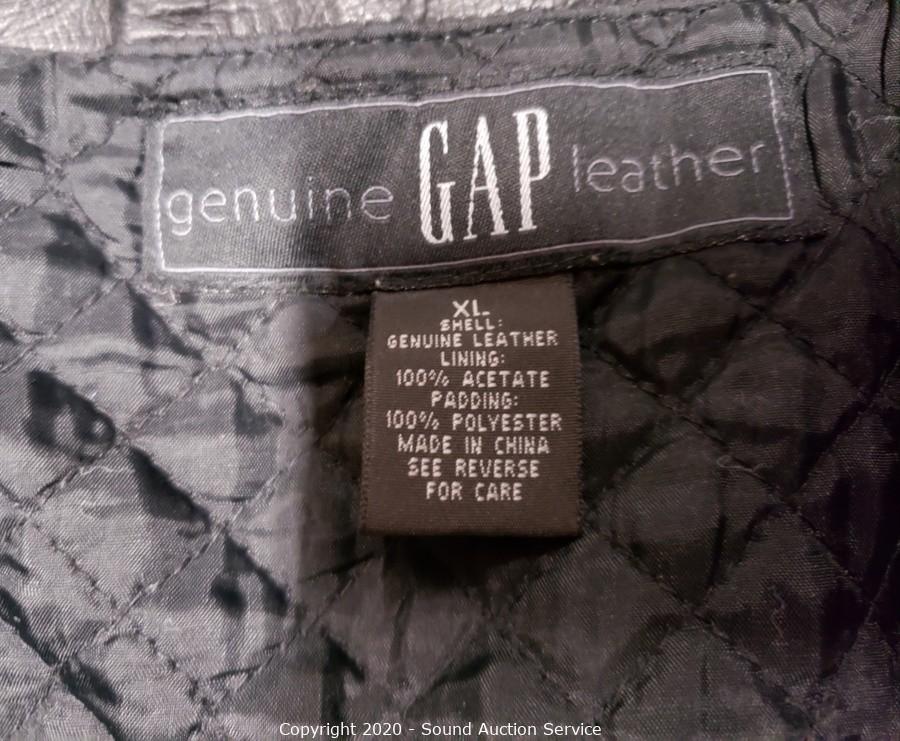 genuine GAP leather
XL
SHELL:
GENUINE LEATHER
LINING:
100% ACETATE
PADDING:
100% POLYESTER
MADE IN CHINA
SEE REVERSE
FOR CARE
Copyright 2020 - Sound Auction Service